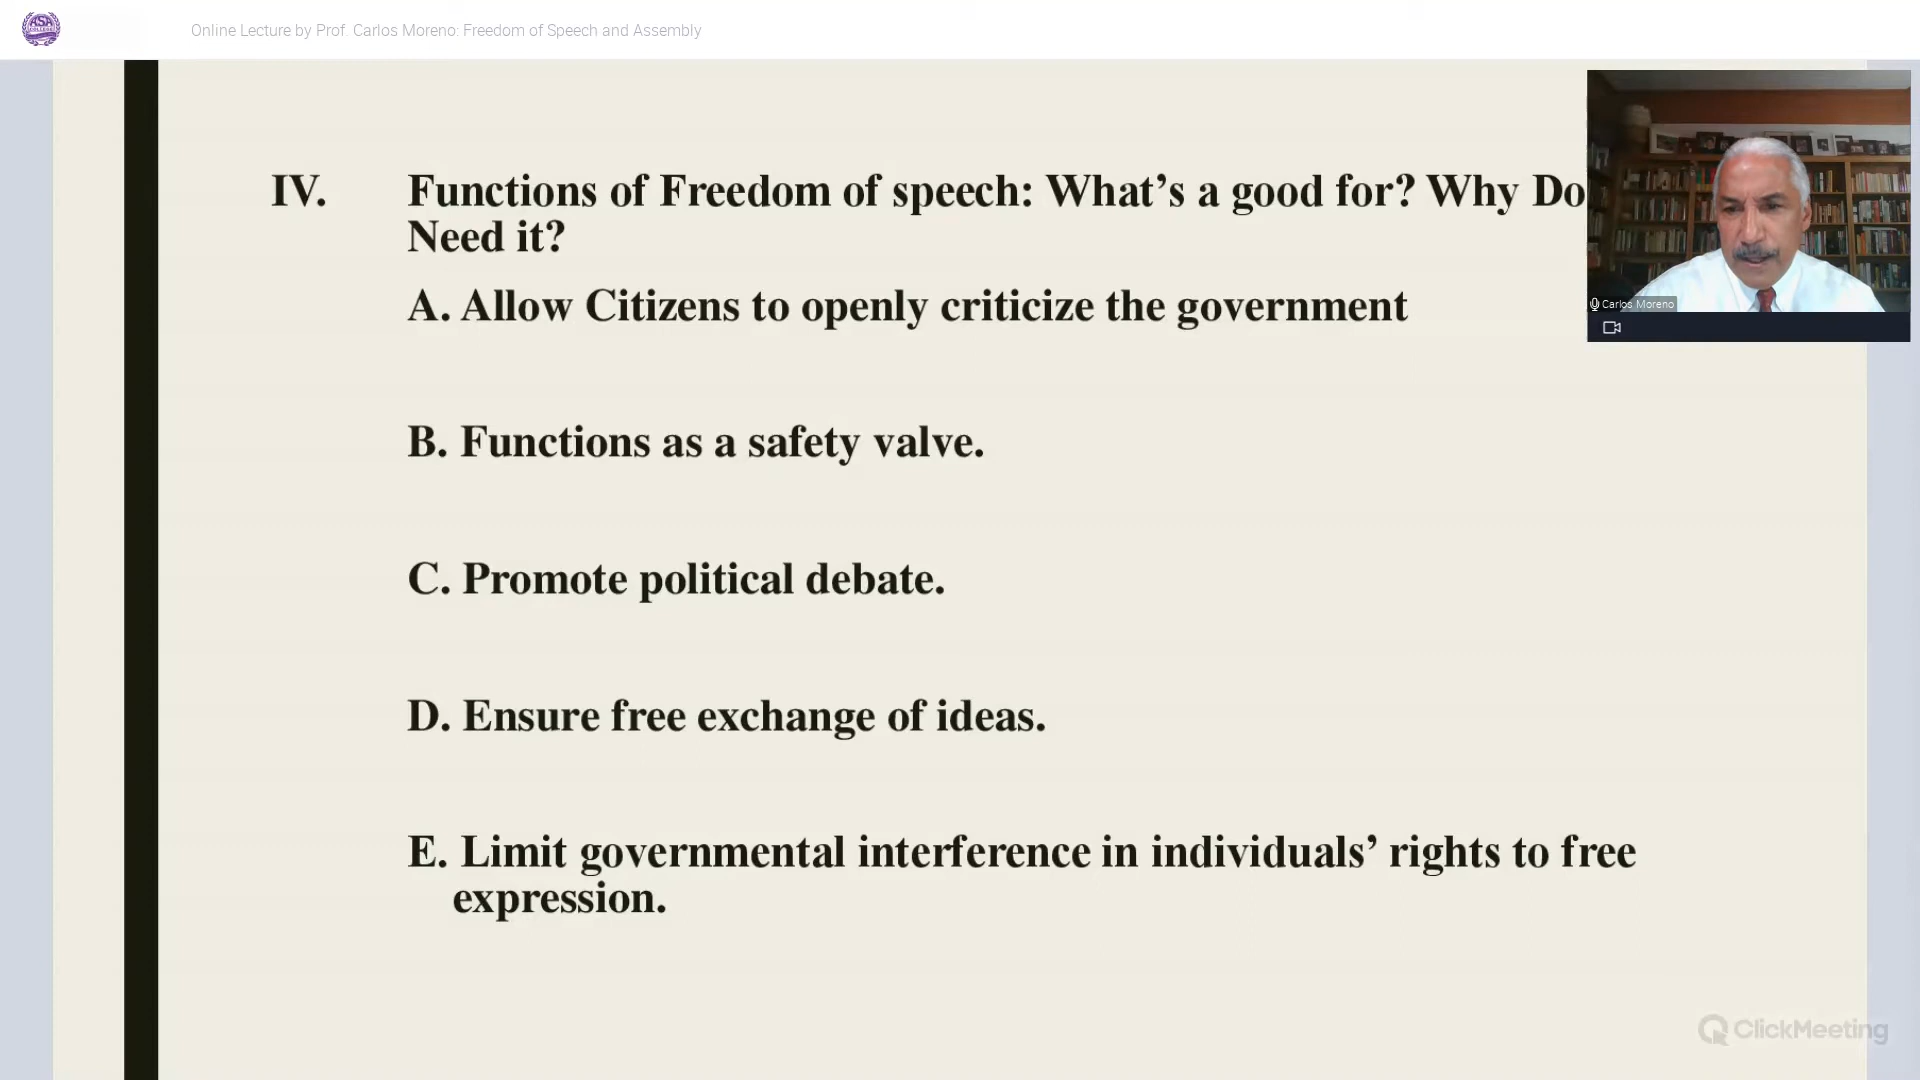 ASA
COLLEGE
Online Lecture by Prof. Carlos Moreno: Freedom of Speech and Assembly
IV. Functions of Freedom of speech: What’s a good for? Why Do
Need it?
A. Allow Citizens to openly criticize the government
Carlos Moreno
B. Functions as a safety valve.
C. Promote political debate.
D. Ensure free exchange of ideas.
E. Limit governmental interference in individuals’ rights to free
expression.
ClickMeeting